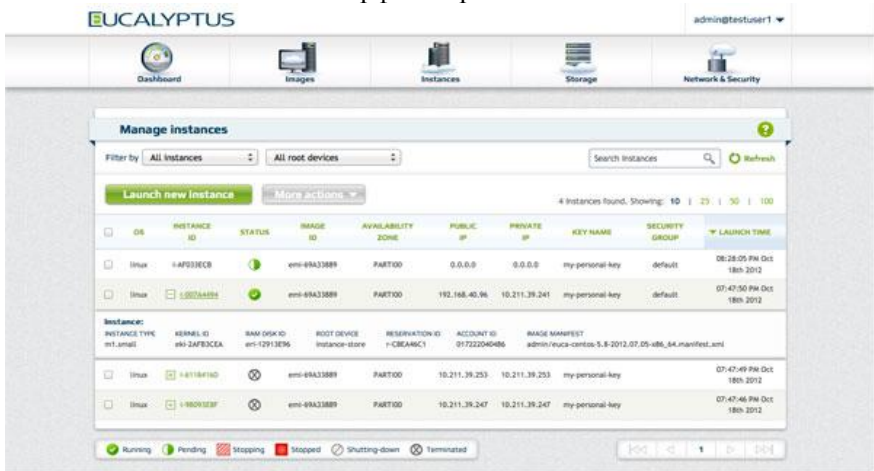 EUCALYPTUS
admin@testuser1
Dashboard Images Instances Storage Network & Security
Manage instances
Filter by All instances All root devices Search Instances Refresh
Launch new instance More actions 4 instances found. Showing: 10 | 25 | 50 | 100
OS INSTANCE ID STATUS IMAGE ID AVAILABILITY ZONE PUBLIC IP PRIVATE IP KEY NAME SECURITY GROUP LAUNCH TIME
linux i-AF033ECB emi-69A33889 PARTI00 0.0.0.0 0.0.0.0 my-personal-key default 08:28:05 PM Oct 18th 2012
linux emi-69A33889 PARTI00 192.168.40.96 10.211.39.241 my-personal-key default 07:47:50 PM Oct 18th 2012
Instance:
INSTANCE TYPE KERNEL ID RAM DISK ID ROOT DEVICE RESERVATION ID ACCOUNT ID IMAGE MANIFEST
m1.small eki-2AFB3CEA eri-12913E96 instance-store r-CBEA46C1 017222040486 admin/euca-centos-5.8-2012.07.05-x86_64.manifest.xml
linux emi-69A33889 PARTI00 10.211.39.253 10.211.39.253 my-personal-key 07:47:49 PM Oct 18th 2012
linux emi-69A33889 PARTI00 10.211.39.247 10.211.39.247 my-personal-key 07:47:46 PM Oct 18th 2012
Running Pending Stopping Stopped Shutting-down Terminated 1